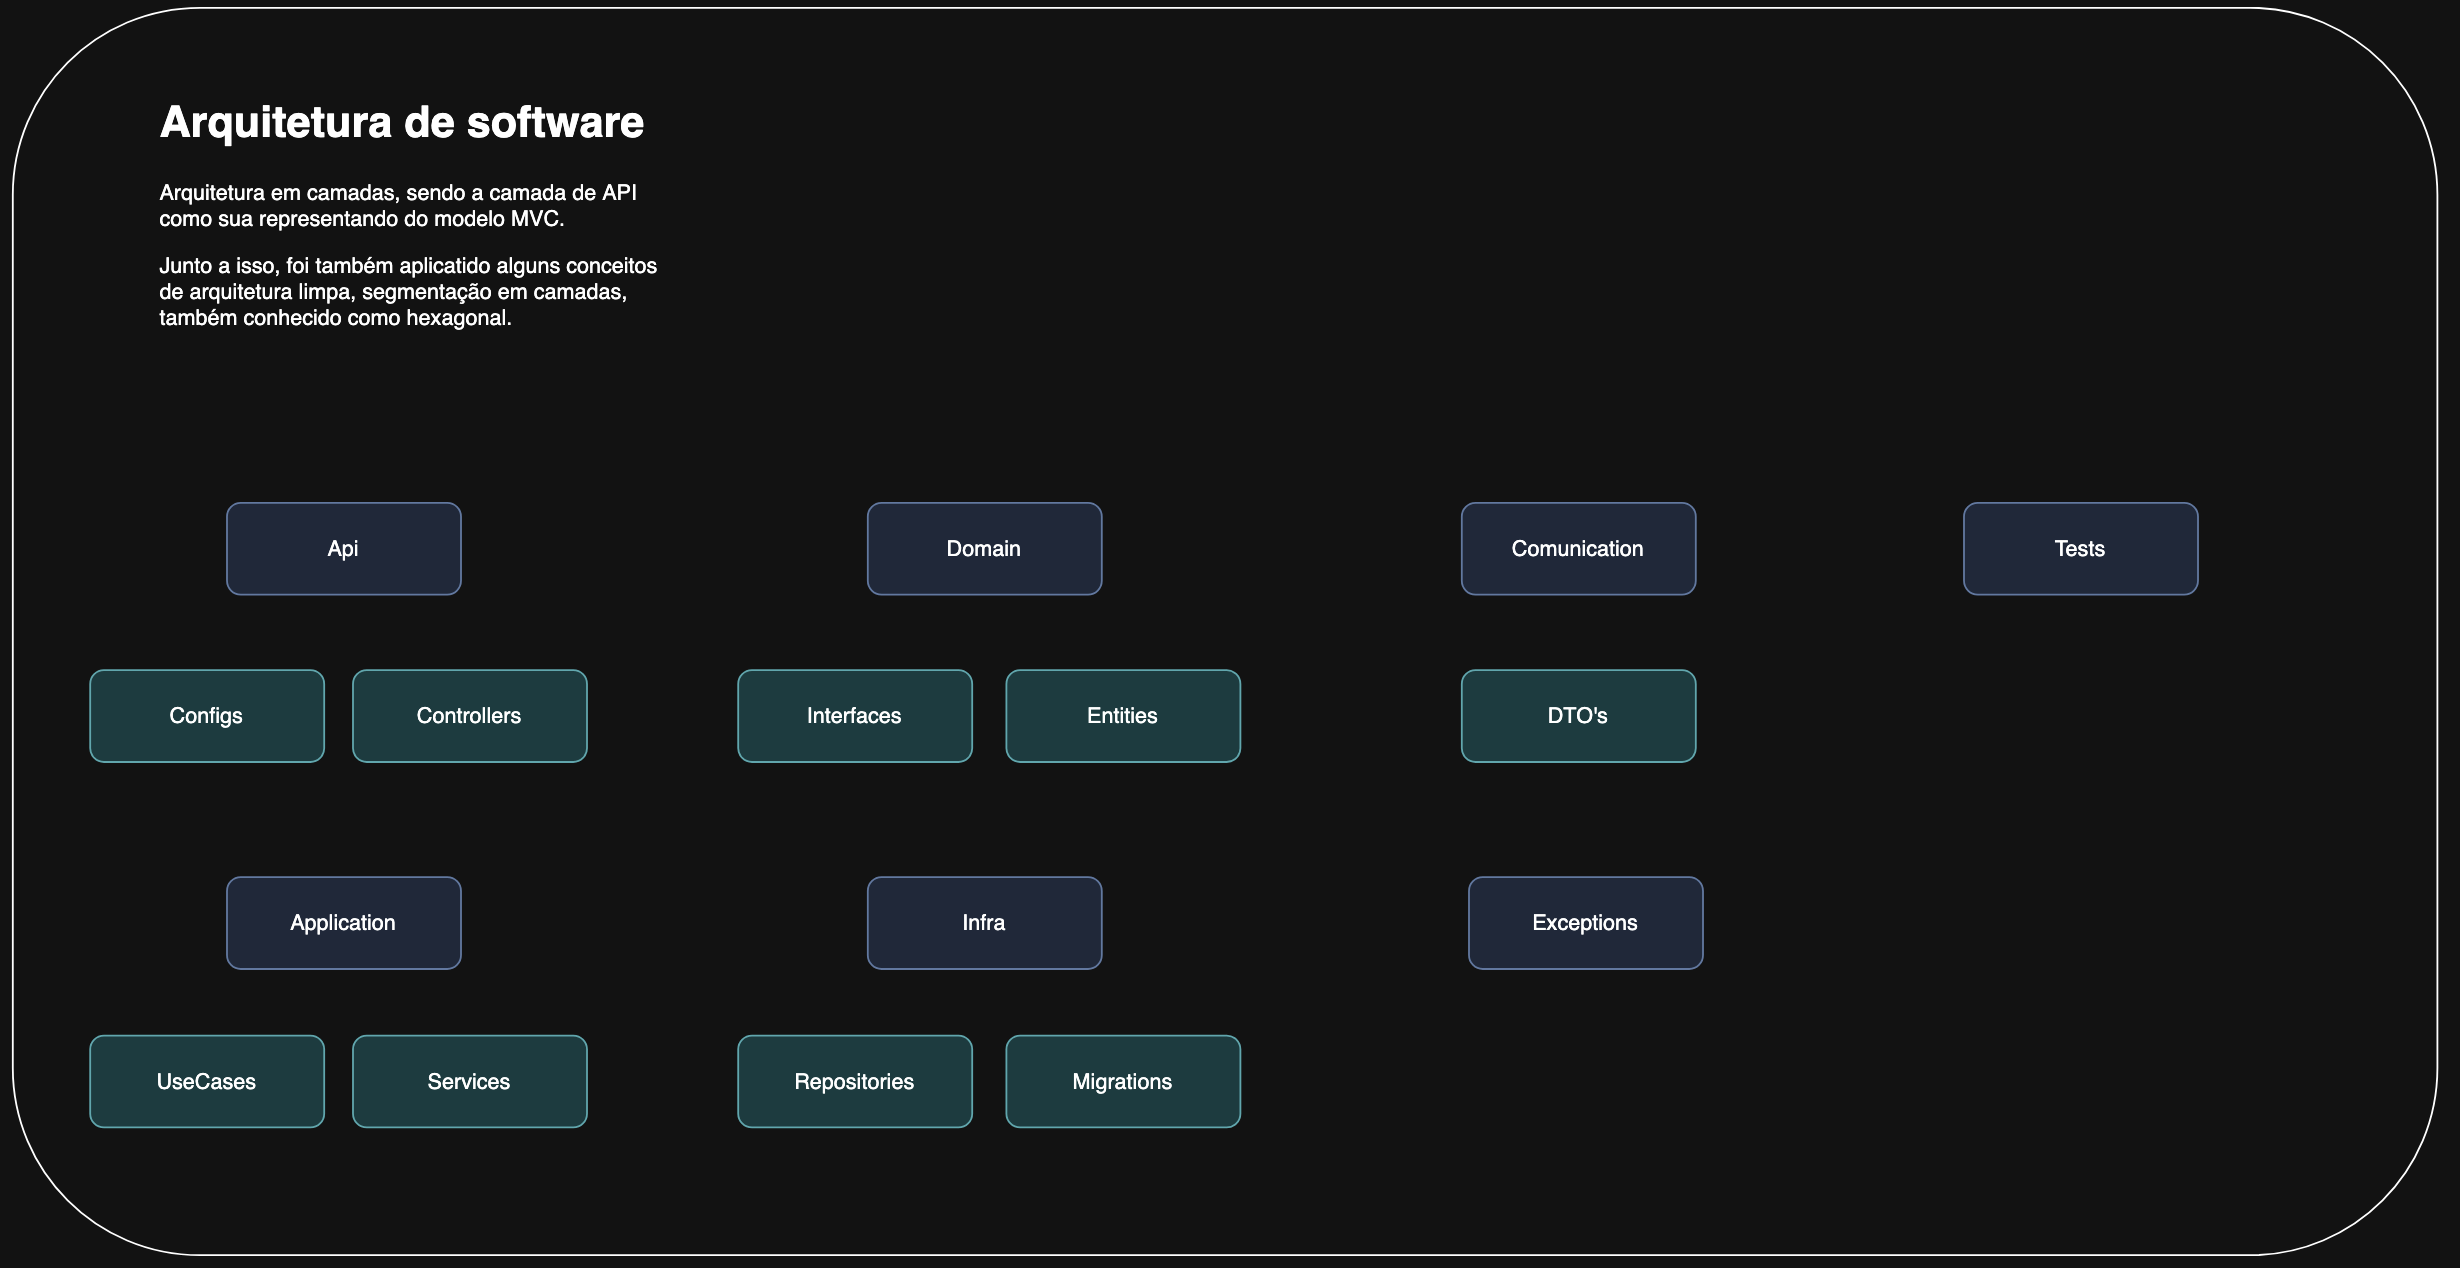 Arquitetura de software
Arquitetura em camadas, sendo a camada de API
como sua representando do modelo MVC.
Junto a isso, foi também aplicatido alguns conceitos
de arquitetura limpa, segmentação em camadas,
também conhecido como hexagonal.
Api
Domain
Comunication
Tests
Configs
Controllers
Interfaces
Entities
DTO's
Application
Infra
Exceptions
UseCases
Services
Repositories
Migrations